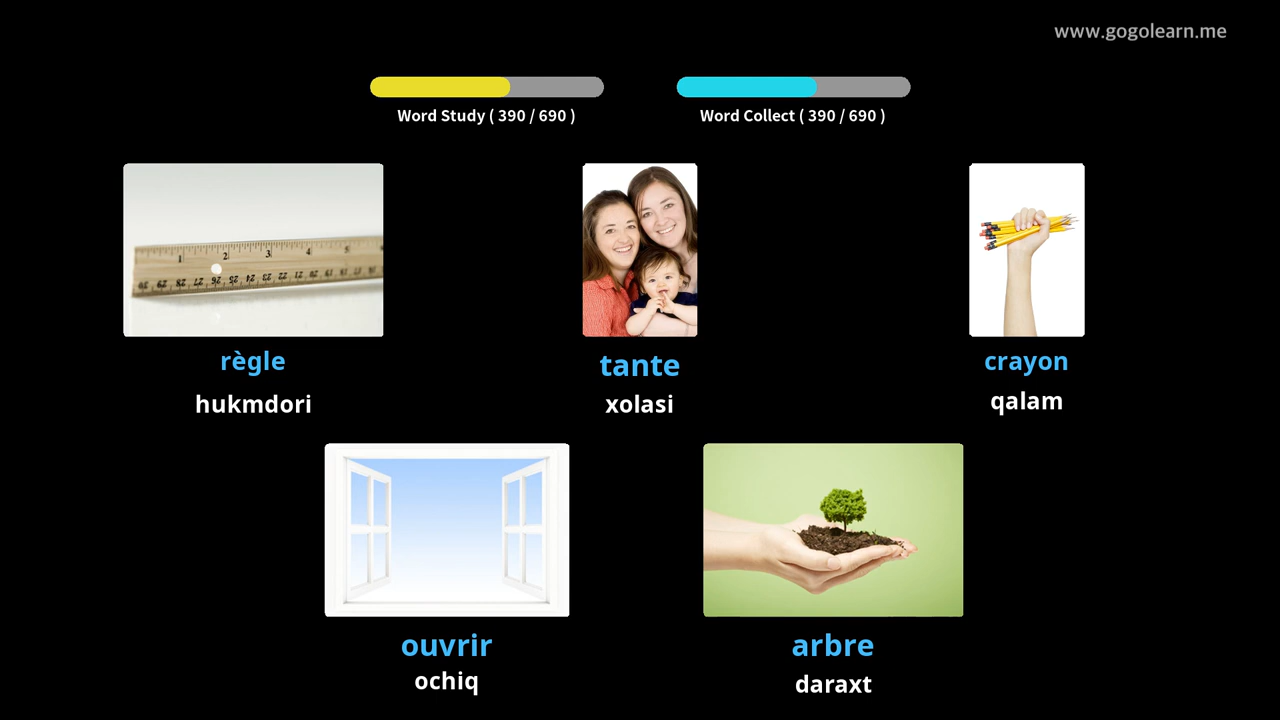 www.gogolearn.me
Word Study ( 390 / 690 )
Word Collect ( 390 / 690 )
règle
hukmdori
tante
xolasi
crayon
qalam
ouvrir
ochiq
arbre
daraxt